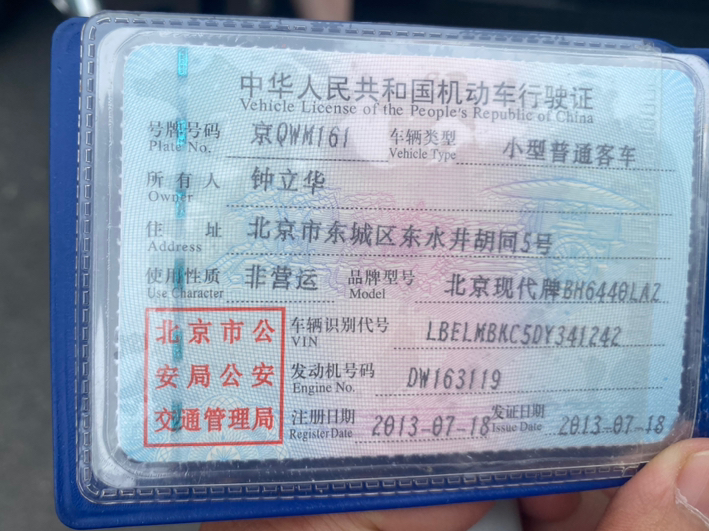 中华人民共和国机动车行驶证
Vehicle License of the People's Republic of China
号牌号码 京QWM161 车辆类型 小型普通客车
Plate No. Vehicle Type
所有人 钟立华
Owner
住址 北京市东城区东水井胡同5号
Address
使用性质 非营运 品牌型号 北京现代牌BH6440LAZ
Use Character Model
北京市公 车辆识别代号 LBELMBKC5DY341242
VIN
安局公安 发动机号码 DW163119
Engine No.
交通管理局 注册日期 2013-07-18 发证日期 2013-07-18
Register Date Issue Date